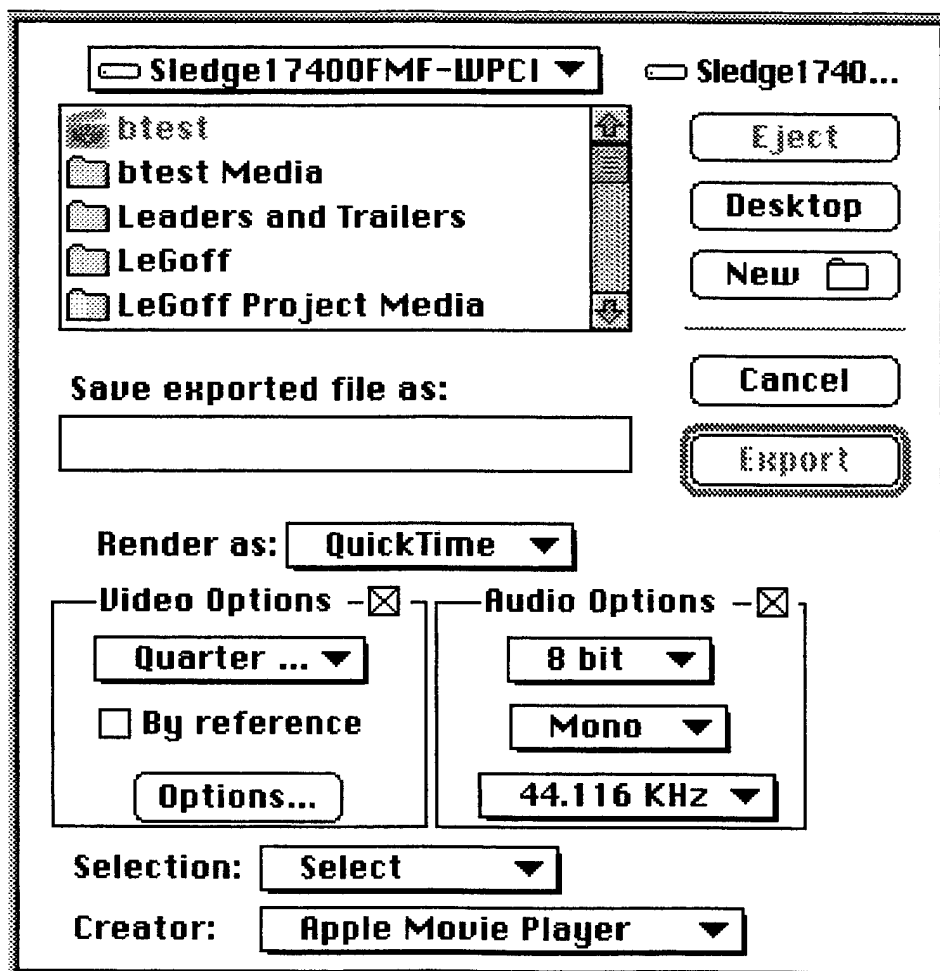 Sledge17400FMF-WPCI
Sledge1740...
btest
btest Media
Leaders and Trailers
LeGoff
LeGoff Project Media
Eject
Desktop
New
Save exported file as:
Cancel
Export
Render as: QuickTime
Video Options
Quarter ...
By reference
Options...
Audio Options
8 bit
Mono
44.116 KHz
Selection: Select
Creator: Apple Movie Player